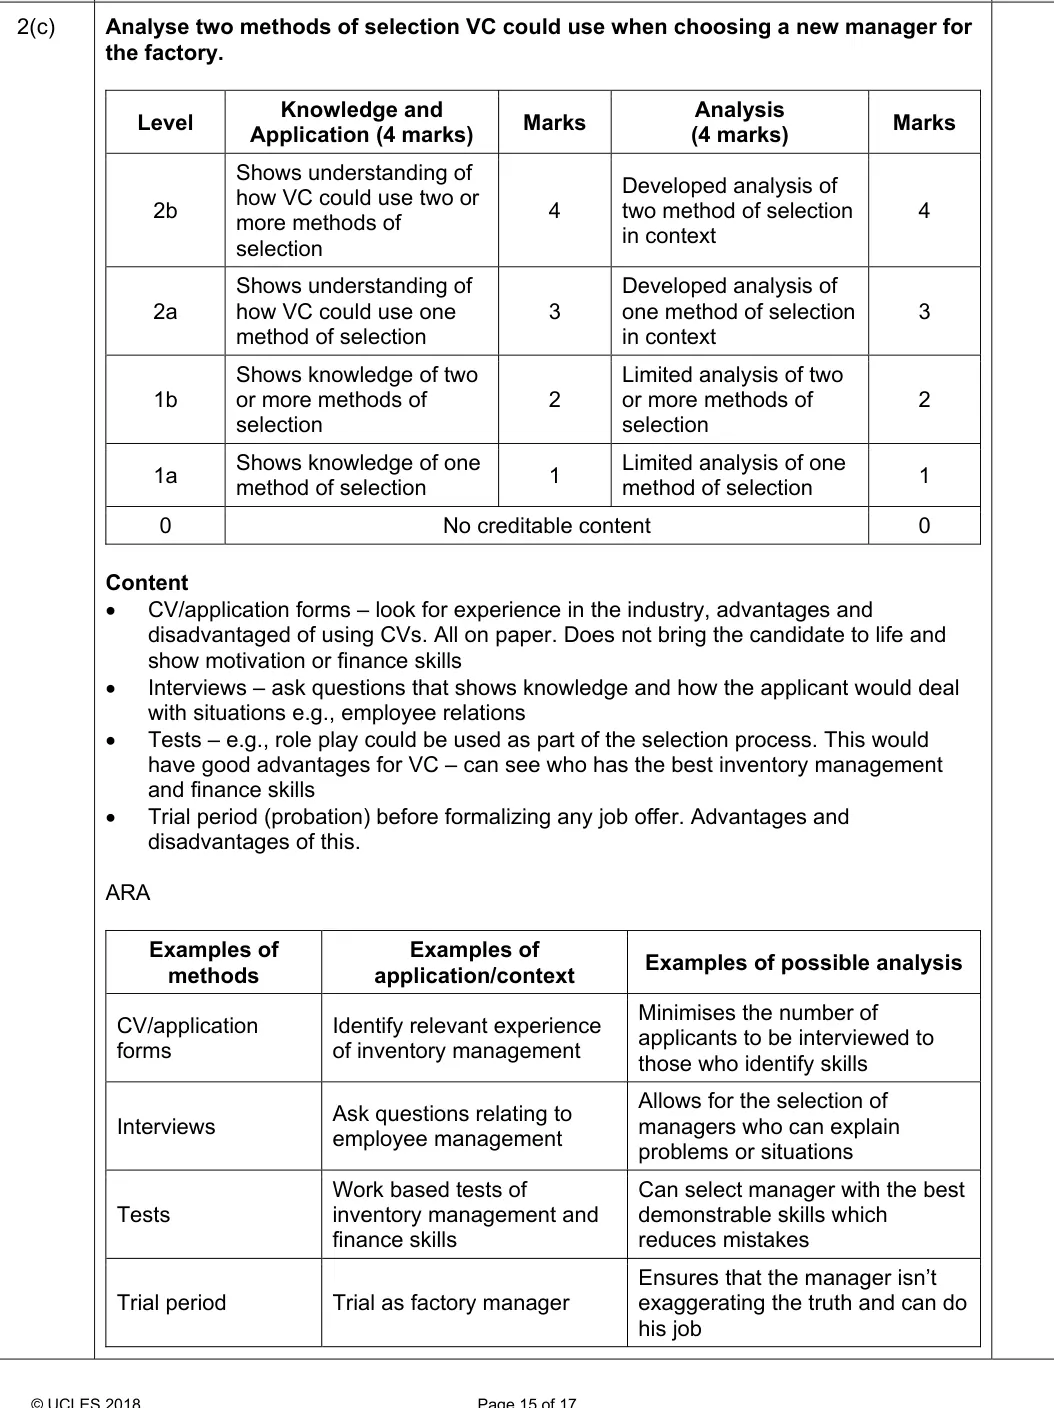 2(c)
Analyse two methods of selection VC could use when choosing a new manager for
the factory.
Level
Knowledge and
Application (4 marks)
Marks
Analysis
(4 marks)
Marks
2b
Shows understanding of
how VC could use two or
more methods of
selection
4
Developed analysis of
two method of selection
in context
4
2a
Shows understanding of
how VC could use one
method of selection
3
Developed analysis of
one method of selection
in context
3
1b
Shows knowledge of two
or more methods of
selection
2
Limited analysis of two
or more methods of
selection
2
1a
Shows knowledge of one
method of selection
1
Limited analysis of one
method of selection
1
0
No creditable content
0
Content
• CV/application forms – look for experience in the industry, advantages and
disadvantaged of using CVs. All on paper. Does not bring the candidate to life and
show motivation or finance skills
• Interviews – ask questions that shows knowledge and how the applicant would deal
with situations e.g., employee relations
• Tests – e.g., role play could be used as part of the selection process. This would
have good advantages for VC – can see who has the best inventory management
and finance skills
• Trial period (probation) before formalizing any job offer. Advantages and
disadvantages of this.
ARA
Examples of
methods
Examples of
application/context
Examples of possible analysis
CV/application
forms
Identify relevant experience
of inventory management
Minimises the number of
applicants to be interviewed to
those who identify skills
Interviews
Ask questions relating to
employee management
Allows for the selection of
managers who can explain
problems or situations
Tests
Work based tests of
inventory management and
finance skills
Can select manager with the best
demonstrable skills which
reduces mistakes
Trial period
Trial as factory manager
Ensures that the manager isn't
exaggerating the truth and can do
his job
© UCLES 2018
Page 15 of 17